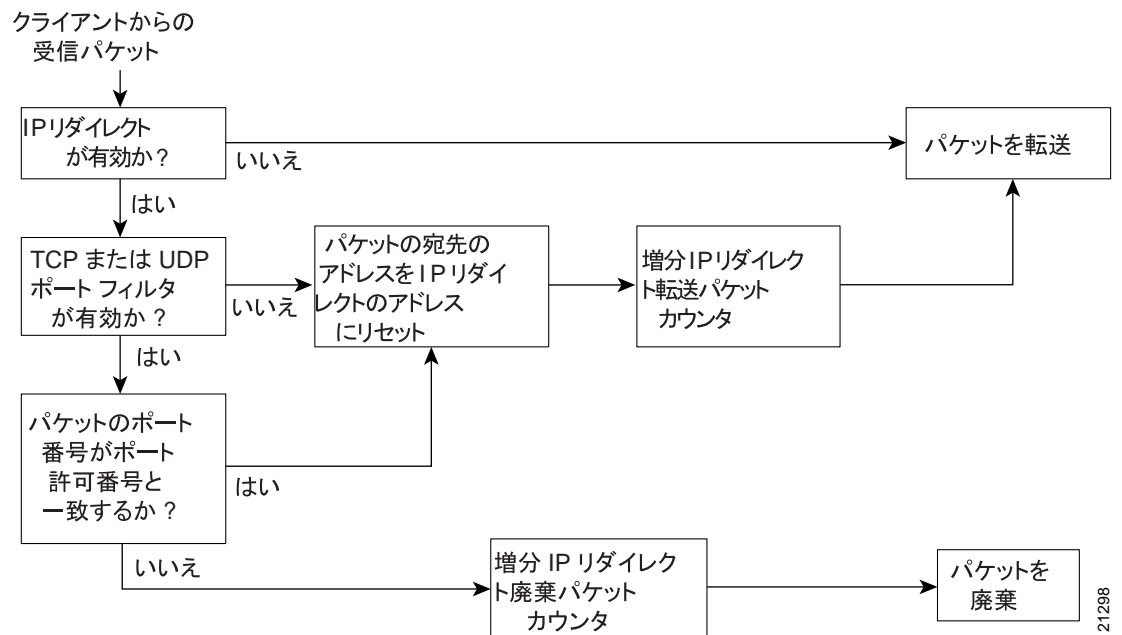 クライアントからの
受信パケット
IPリダイレクト
が有効か？
いいえ
パケットを転送
はい
TCP または UDP
ポート フィルタ
が有効か？
いいえ
パケットの宛先の
アドレスをIPリダイ
レクトのアドレス
にリセット
増分IPリダイレク
ト転送パケット
カウンタ
はい
パケットのポート
番号がポート
許可番号と
一致するか？
はい
いいえ
増分 IP リダイレク
ト廃棄パケット
カウンタ
パケットを
廃棄
21298